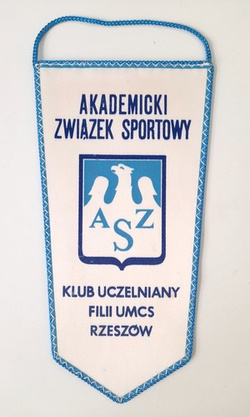 AKADEMICKI
ZWIĄZEK SPORTOWY
AZS
KLUB UCZELNIANY
FILII UMCS
RZESZÓW